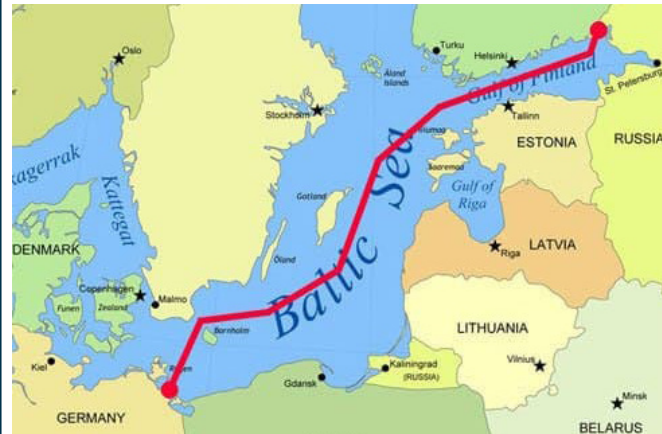 Oslo
Turku
Helsinki
Åland
Islands
Gulf of Finland
St. Petersburg
Stockholm
Tallinn
Hiiumaa
ESTONIA
RUSSIA
Saaremaa
Skagerrak
Kattegat
Gotland
Gulf of
Riga
Baltic Sea
DENMARK
Öland
Riga
LATVIA
Copenhagen
Malmo
Funen
Zealand
Bornholm
LITHUANIA
Kiel
Rügen
Kaliningrad
(RUSSIA)
Vilnius
Gdansk
Minsk
GERMANY
BELARUS